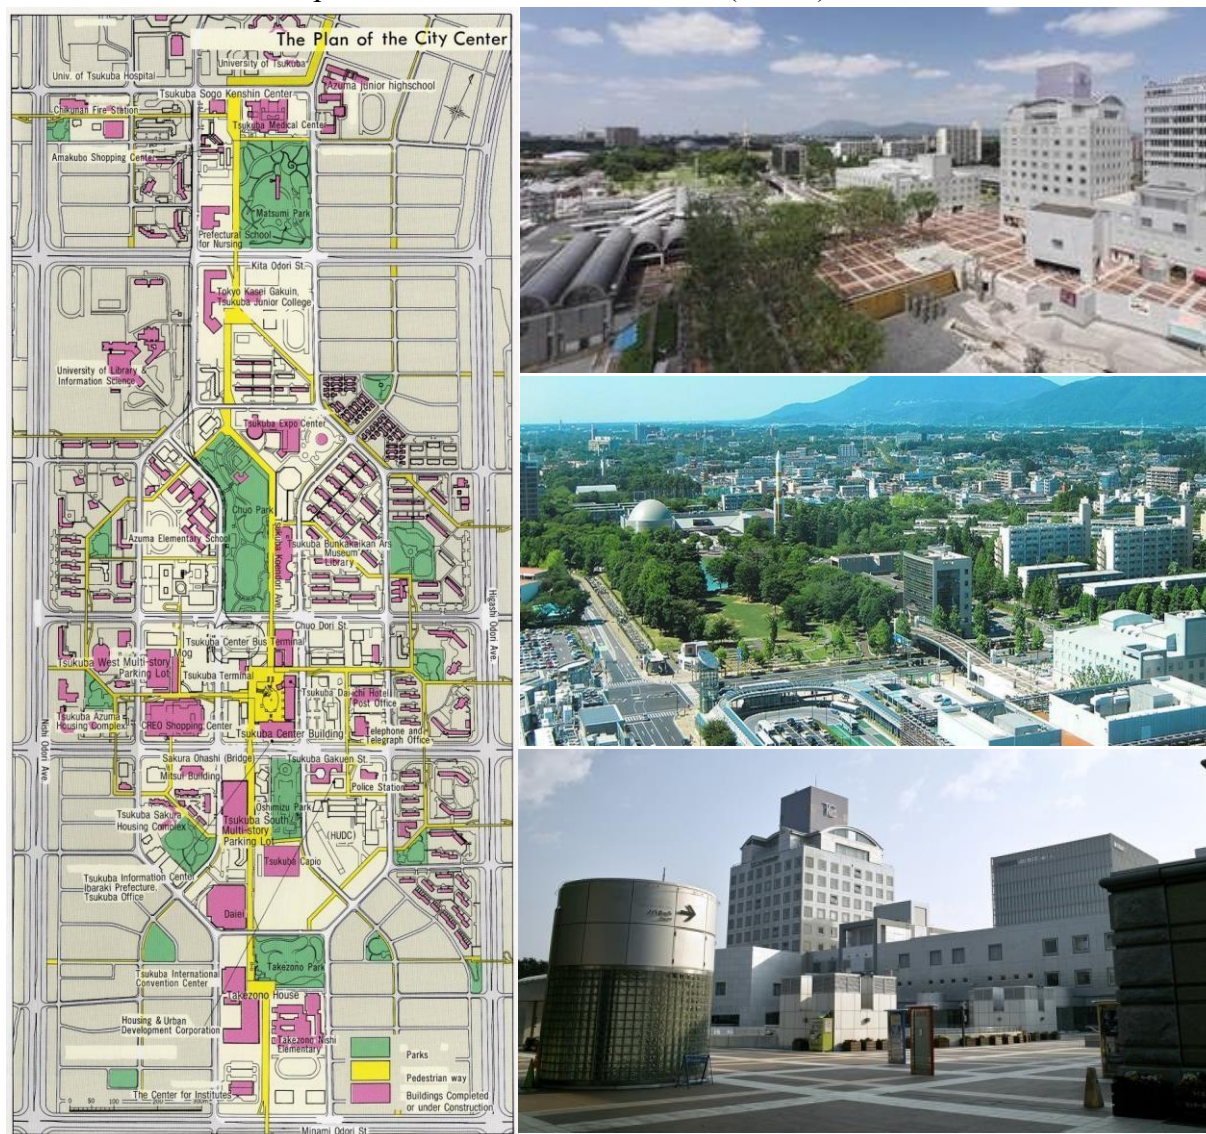 The Plan of the City Center
University of Tsukuba
Univ. of Tsukuba Hospital
Azuma Junior highschool
Tsukuba Sogo Kenshin Center
Chikunan Fire Station
Tsukuba Medical Center
Amakubo Shopping Center
Matsumi Park
Prefectural School
for Nursing
Kita Odori St.
Tokyo Kasei Gakuin,
Tsukuba Junior College
University of Library &
Information Science
Tsukuba Expo Center
Chuo Park
Azuma Elementary School
Tsukuba Koendori Ave.
Tsukuba Bunkakaikan Ars
Museum
Library
Higashi Odori Ave.
Chuo Dori St.
Tsukuba Center Bus Terminal
Mog
Tsukuba West Multi-story
Parking Lot
Tsukuba Terminal
Tsukuba Daiichi Hotel
Post Office
Tsukuba Azuma
Housing Complex
CREO Shopping Center
Telephone and
Telegraph Office
Tsukuba Center Building
Nishi Odori Ave.
Sakura Ohashi (Bridge)
Tsukuba Gakuen St.
Mitsui Building
Police Station
Oshimizu Park
Tsukuba Sakura
Housing Complex
Tsukuba South
Multi-story
Parking Lot
(HUDC)
Tsukuba Capio
Tsukuba Information Center
Ibaraki Prefecture,
Tsukuba Office
Daiei
Takezono Park
Tsukuba International
Convention Center
Takezono House
Housing & Urban
Development Corporation
Takezono Nishi
Elementary
Parks
Pedestrian way
Buildings Completed
or under Construction
The Center for Institutes
0 50 100
Minami Odori St.